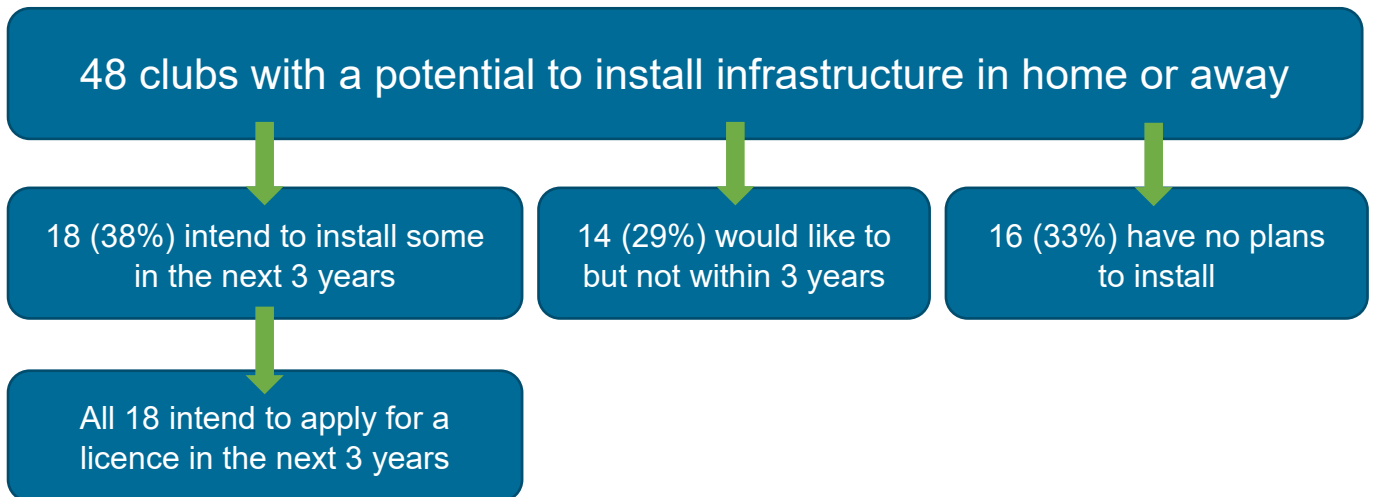 48 clubs with a potential to install infrastructure in home or away
18 (38%) intend to install some
in the next 3 years
14 (29%) would like to
but not within 3 years
16 (33%) have no plans
to install
All 18 intend to apply for a
licence in the next 3 years